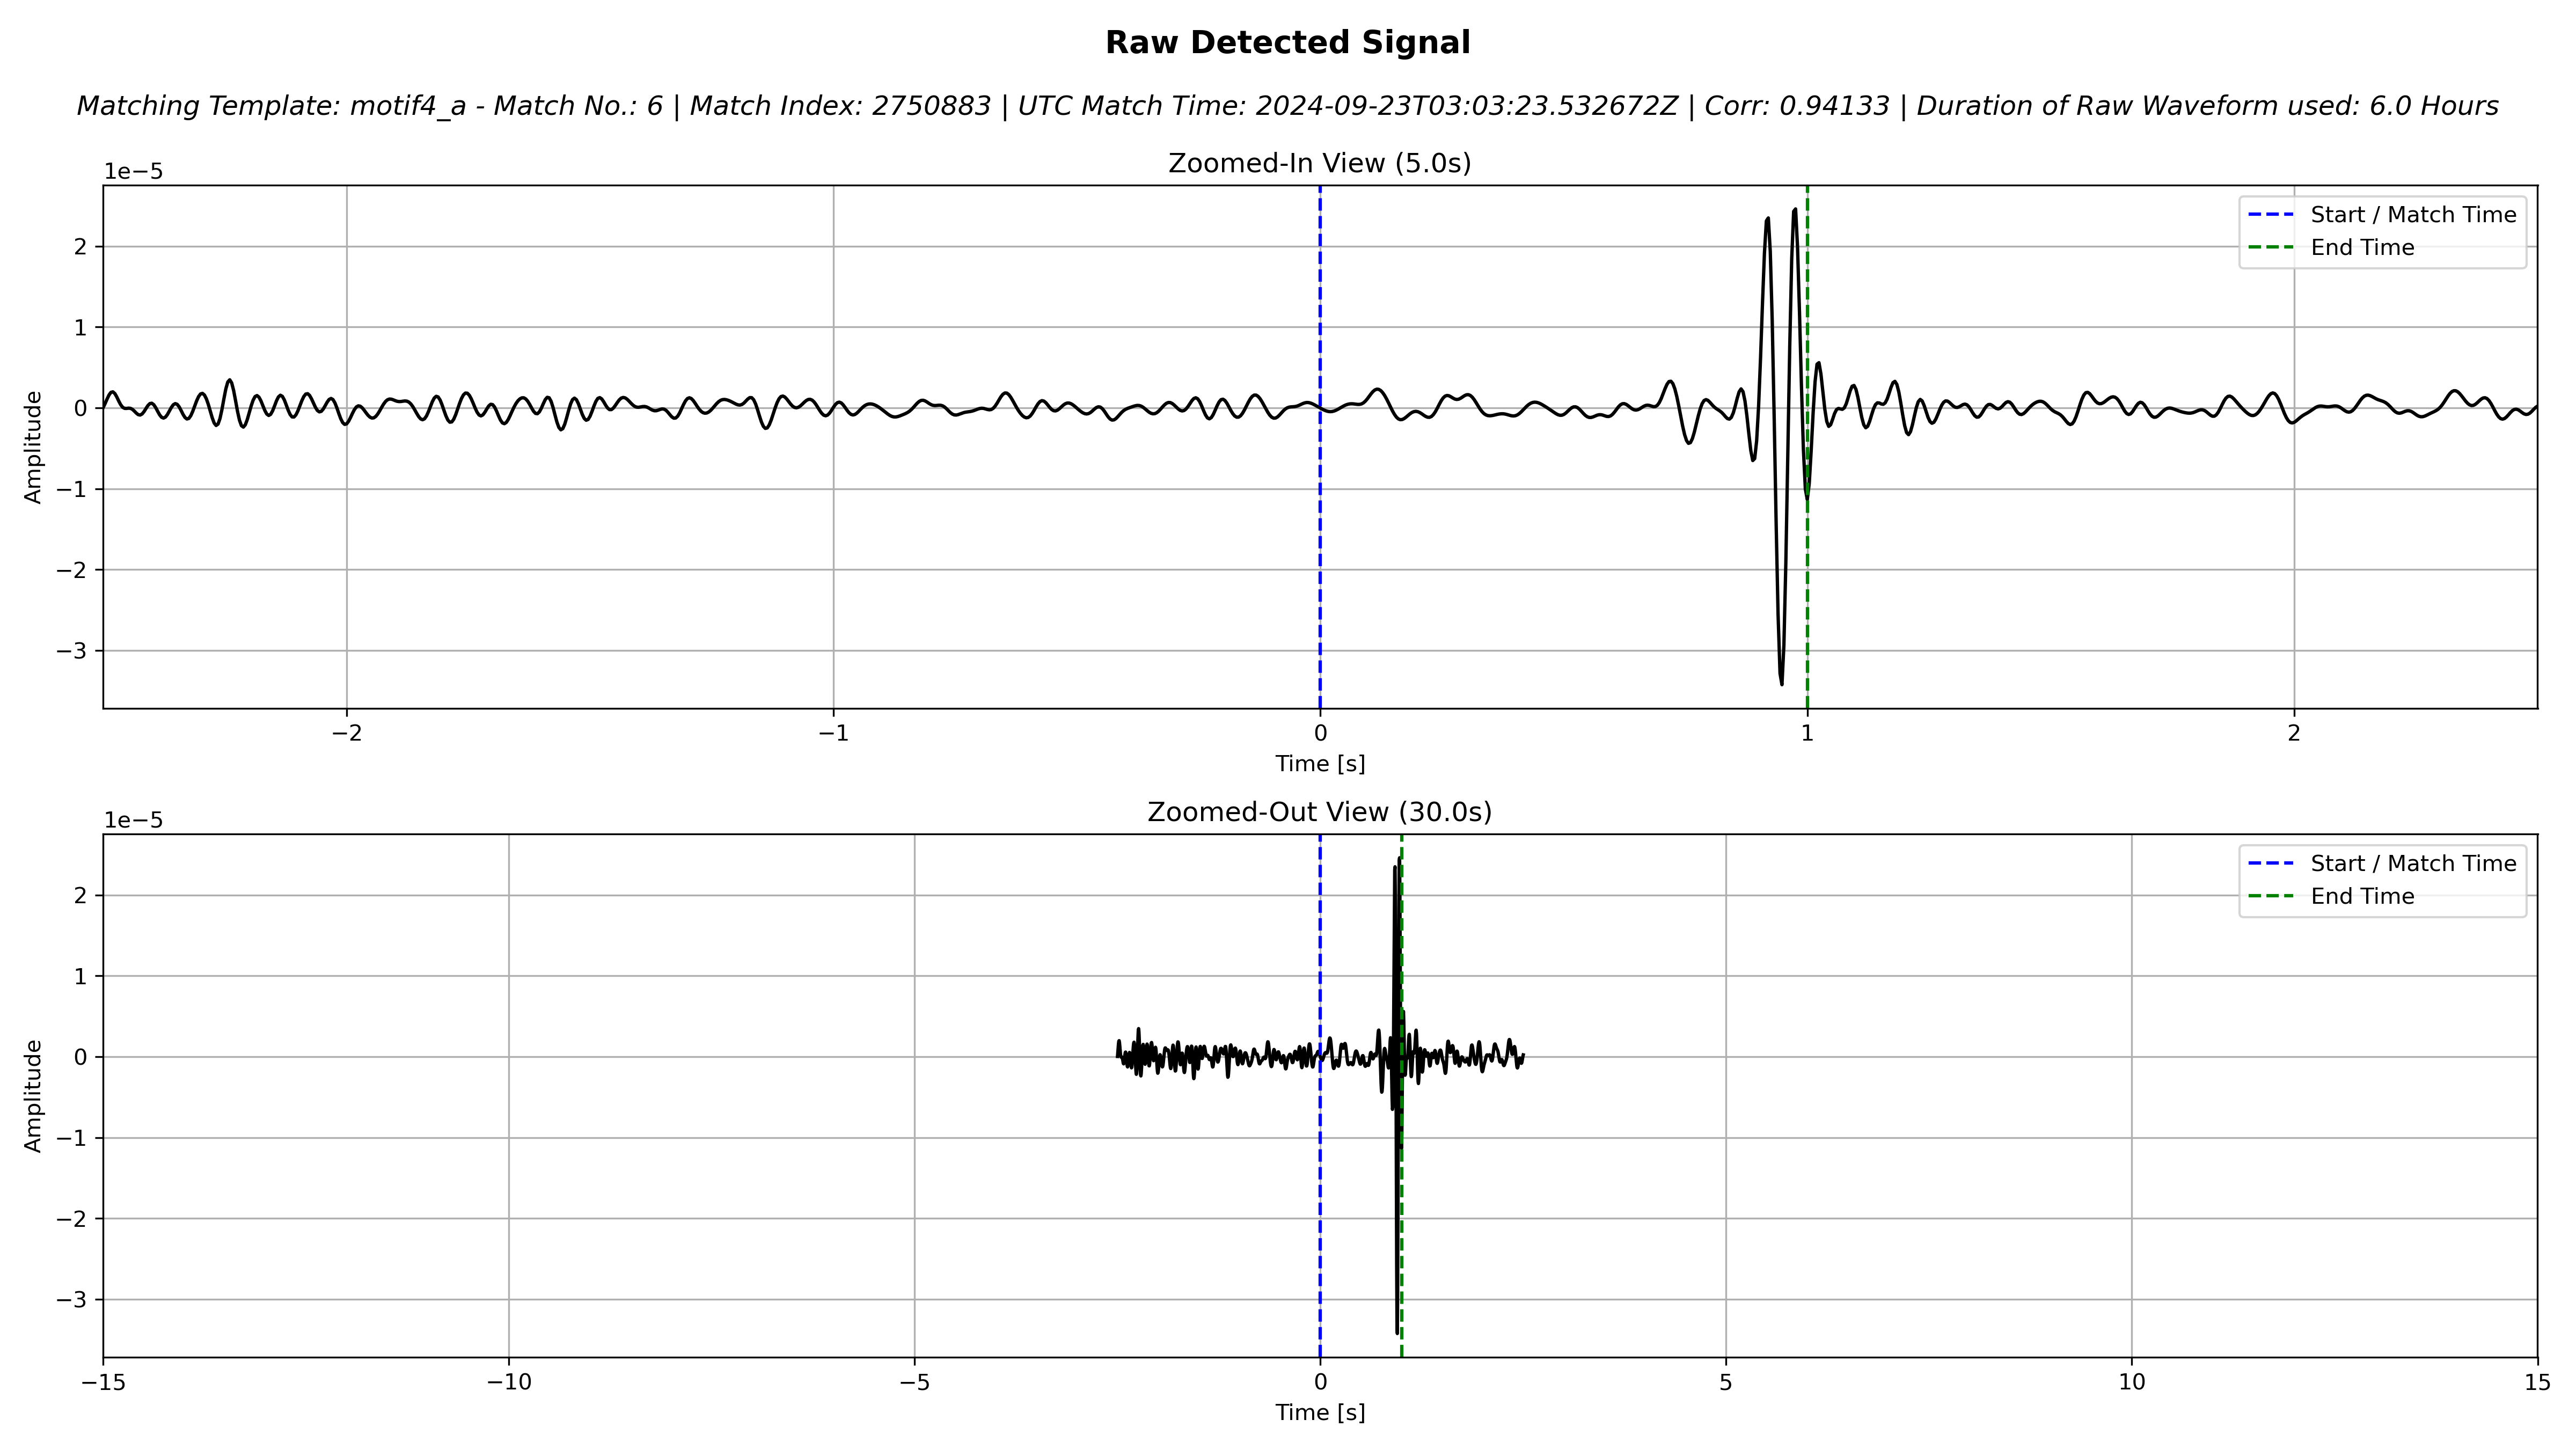 Raw Detected Signal
Matching Template: motif4_a - Match No.: 6 | Match Index: 2750883 | UTC Match Time: 2024-09-23T03:03:23.532672Z | Corr: 0.94133 | Duration of Raw Waveform used: 6.0 Hours
Zoomed-In View (5.0s)
1e−5
Start / Match Time
End Time
2
1
0
−1
−2
−3
Amplitude
−2 −1 0 1 2
Time [s]
Zoomed-Out View (30.0s)
1e−5
Start / Match Time
End Time
2
1
0
−1
−2
−3
Amplitude
−15 −10 −5 0 5 10 15
Time [s]